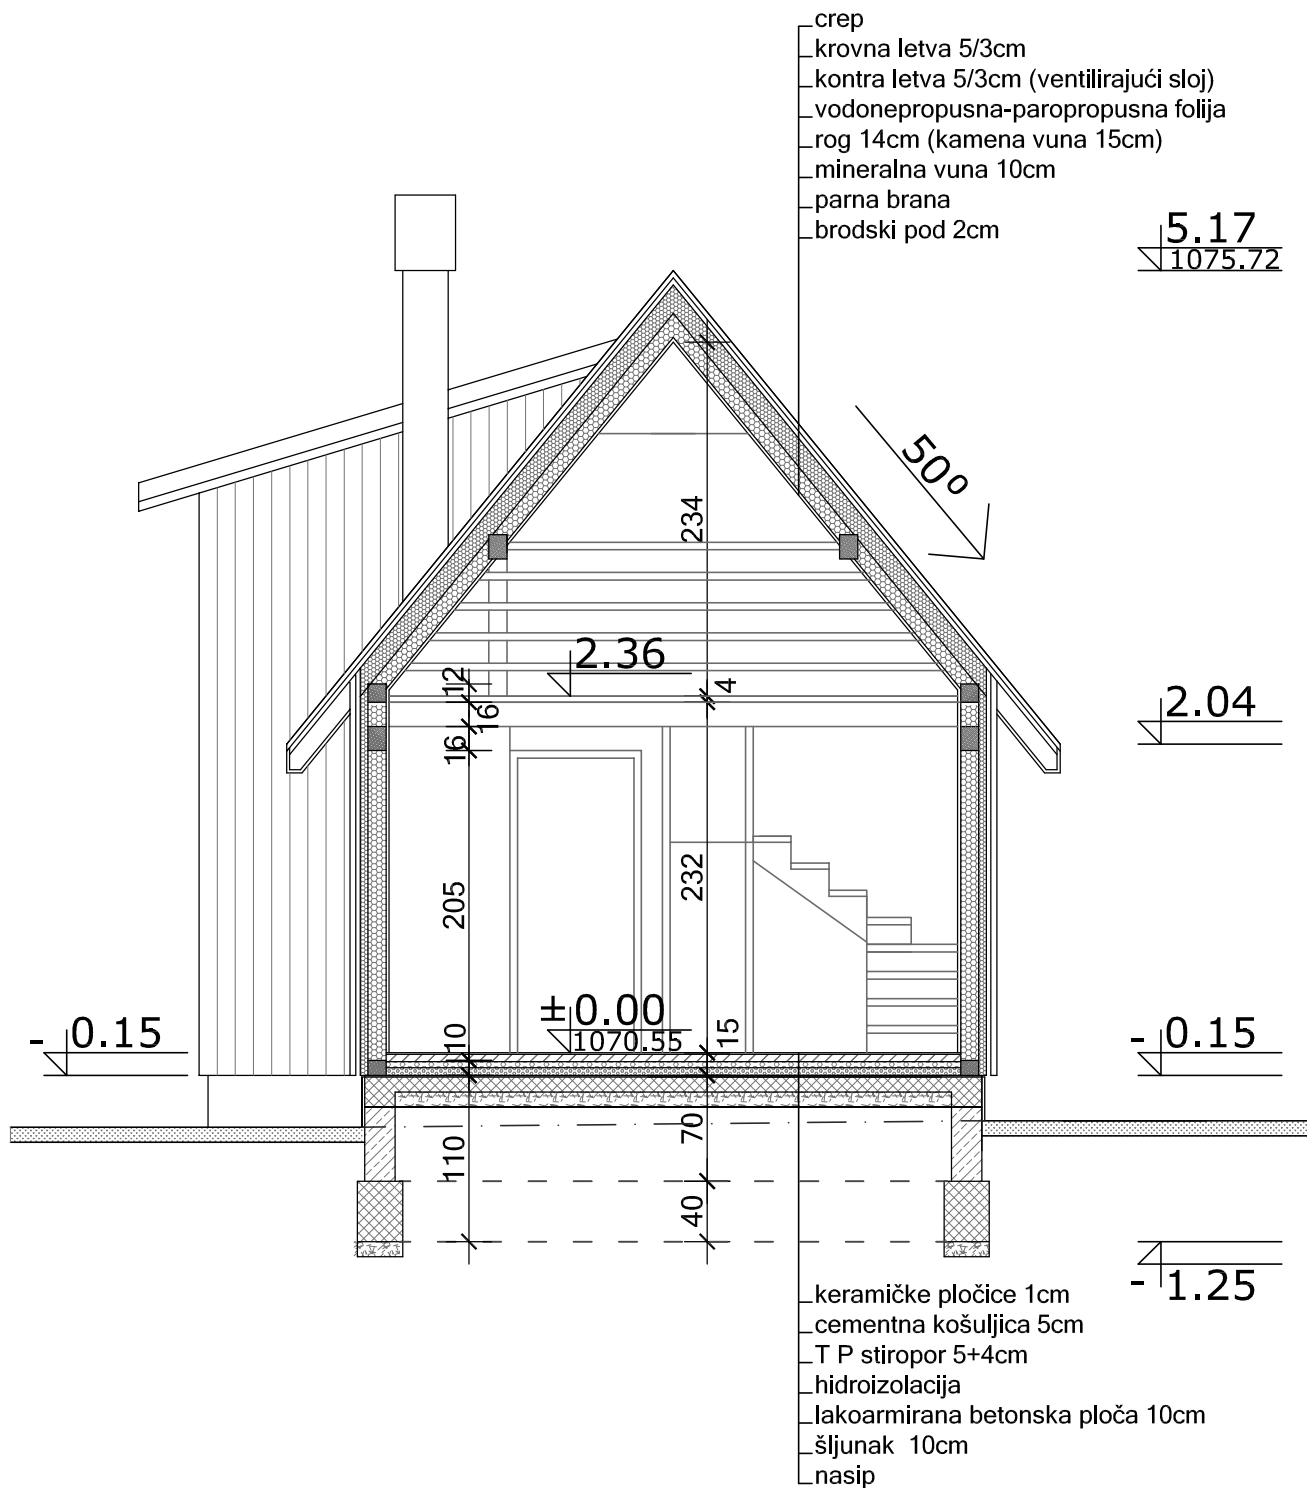 crep
krovna letva 5/3cm
kontra letva 5/3cm (ventilirajući sloj)
vodonepropusna-paropropusna folija
rog 14cm (kamena vuna 15cm)
mineralna vuna 10cm
parna brana
brodski pod 2cm
5.17
1075.72
50º
234
2.36
12
4
16
16
2.04
205
232
±0.00
1070.55
10
15
- 0.15
- 0.15
110
70
40
- 1.25
keramičke pločice 1cm
cementna košuljica 5cm
T P stiropor 5+4cm
hidroizolacija
lakoarmirana betonska ploča 10cm
šljunak 10cm
nasip